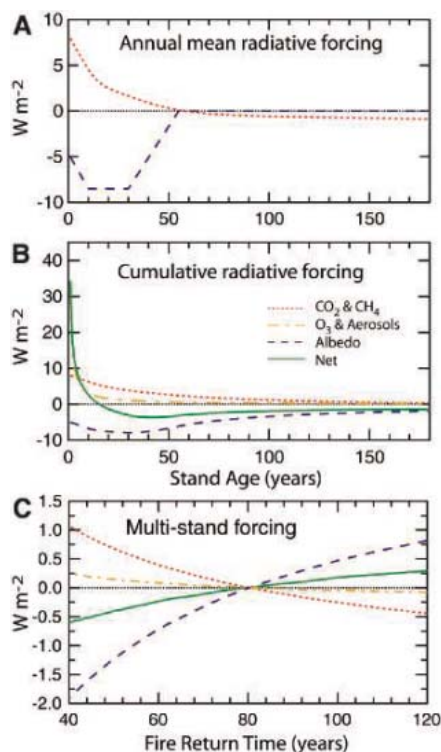 A
Annual mean radiative forcing
10
5
0
-5
-10
W m-2
0 50 100 150
B
Cumulative radiative forcing
40
30
20
10
0
-10
W m-2
CO2 & CH4
O3 & Aerosols
Albedo
Net
0 50 100 150
Stand Age (years)
C
Multi-stand forcing
1.5
1.0
0.5
0.0
-0.5
-1.0
-1.5
-2.0
W m-2
40 60 80 100 120
Fire Return Time (years)